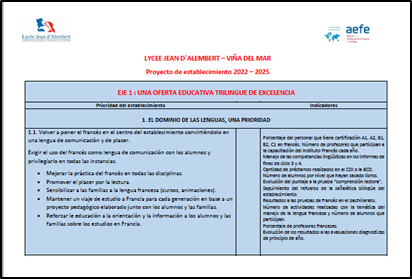 Lycée Jean d'Alembert
aefe
LYCEE JEAN D´ALEMBERT – VIÑA DEL MAR
Proyecto de establecimiento 2022 – 2025
EJE 1 : UNA OFERTA EDUCATIVA TRILINGUE DE EXCELENCIA
Prioridad del establecimiento
Indicadores
1. EL DOMINIO DE LAS LENGUAS, UNA PRIORIDAD
1.1. Volver a poner el francés en el centro del establecimiento convirtiéndolo en
una lengua de comunicación y de placer.
Exigir el uso del francés como lengua de comunicación con los alumnos y
privilegiarlo en todas las instancias.
• Mejorar la práctica del francés en todas las disciplinas.
• Promover el placer por la lectura.
• Sensibilizar a las familias a la lengua francesa (cursos, animaciones).
• Mantener un viaje de estudio a Francia para cada generación en base a un
proyecto pedagógico elaborado junto con los alumnos y las familias.
• Reforzar le educación a la orientación y la información a los alumnos y las
familias sobre los estudios en Francia.
Porcentaje del personal que tiene certificación A1, A2, B1,
B2, C1 en francés. Número de profesores que participan a
la capacitación del Instituto Francés cada año.
Manejo de las competencias lingüísticas en los informes de
fines de ciclo 3 y 4.
Cantidad de préstamos realizados en el CDI o la BCD.
Número de alumnos por nivel que hayan sacado libros.
Evolución del puntaje a la prueba "comprensión lectora".
Seguimiento del refuerzo de la señalética bilingüe del
establecimiento.
Resultados a las pruebas de francés en el bachillerato.
Número de actividades realizadas con la temática del
manejo de la lengua francesa y número de alumnos que
participan.
Porcentaje de profesores franceses.
Evolución de los resultados a las evaluaciones diagnosticas
de principio de año.